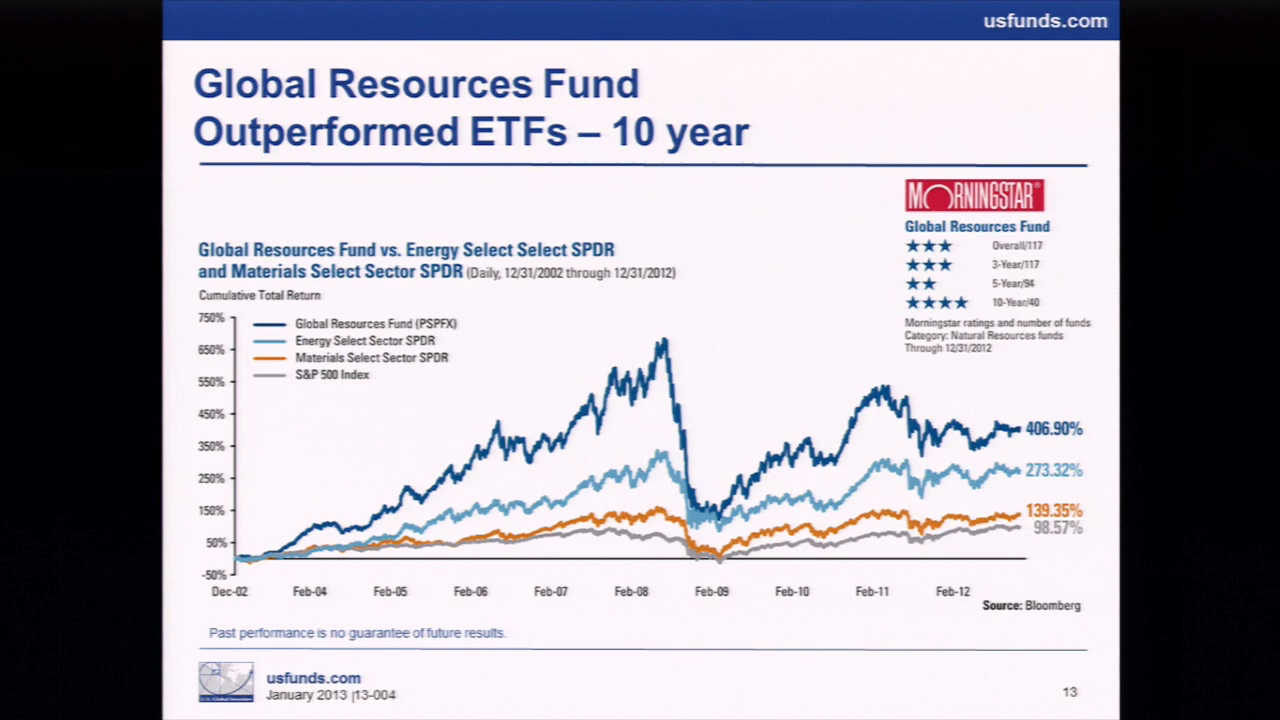 usfunds.com
Global Resources Fund
Outperformed ETFs – 10 year
MORNINGSTAR®
Global Resources Fund
★★★ Overall/117
★★★ 3-Year/117
★★ 5-Year/94
★★★★ 10-Year/40
Morningstar ratings and number of funds
Category: Natural Resources funds
Through 12/31/2012
Global Resources Fund vs. Energy Select Select SPDR
and Materials Select Sector SPDR (Daily, 12/31/2002 through 12/31/2012)
Cumulative Total Return
750%
650%
550%
450%
350%
250%
150%
50%
-50%
Global Resources Fund (PSPFX)
Energy Select Sector SPDR
Materials Select Sector SPDR
S&P 500 Index
406.90%
273.32%
139.35%
98.57%
Dec-02 Feb-04 Feb-05 Feb-06 Feb-07 Feb-08 Feb-09 Feb-10 Feb-11 Feb-12
Source: Bloomberg
Past performance is no guarantee of future results.
U.S. Global Investors
usfunds.com
January 2013 |13-004
13